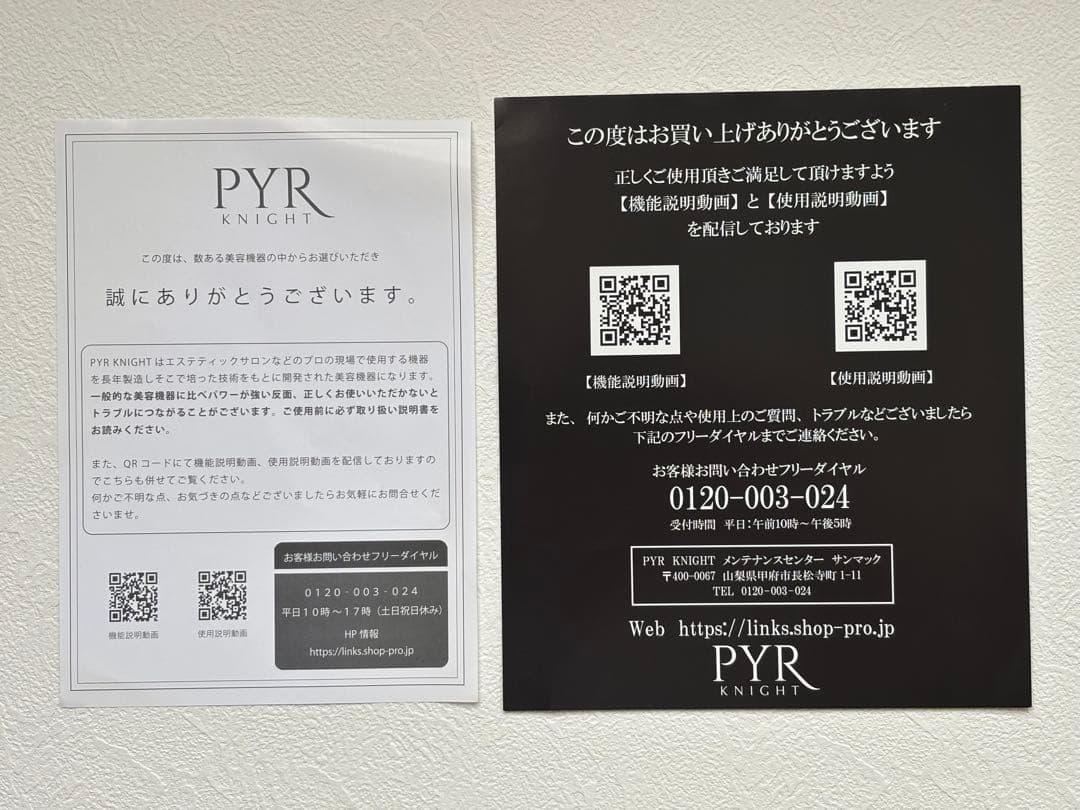 PYR
KNIGHT
この度は、数ある美容機器の中からお選びいただき
誠にありがとうございます。
PYR KNIGHTはエステティックサロンなどのプロの現場で使用する機器
を長年製造しそこで培った技術をもとに開発された美容機器になります。
一般的な美容機器に比べパワーが強い反面、正しくお使いいただかないと
トラブルにつながることがございます。ご使用前に必ず取り扱い説明書を
お読みください。
また、QRコードにて機能説明動画、使用説明動画を配信しておりますの
でこちらも併せてご覧ください。
何かご不明な点、お気づきの点などございましたらお気軽にお問合せくだ
さいませ。
機能説明動画
使用説明動画
お客様お問い合わせフリーダイヤル
0120-003-024
平日10時〜17時（土日祝日休み）
HP 情報
https://links.shop-pro.jp
この度はお買い上げありがとうございます
正しくご使用頂きご満足して頂けますよう
【機能説明動画】と【使用説明動画】
を配信しております
【機能説明動画】
【使用説明動画】
また、何かご不明な点や使用上のご質問、トラブルなどございましたら
下記のフリーダイヤルまでご連絡ください。
お客様お問い合わせフリーダイヤル
0120-003-024
受付時間 平日：午前10時〜午後5時
PYR KNIGHT メンテナンスセンター サンマック
〒400-0067 山梨県甲府市長松寺町1-11
TEL 0120-003-024
Web https://links.shop-pro.jp
PYR
KNIGHT